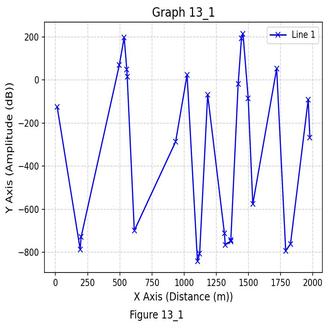 Graph 13_1
Line 1
Y Axis (Amplitude (dB))
200
0
−200
−400
−600
−800
0 250 500 750 1000 1250 1500 1750 2000
X Axis (Distance (m))
Figure 13_1